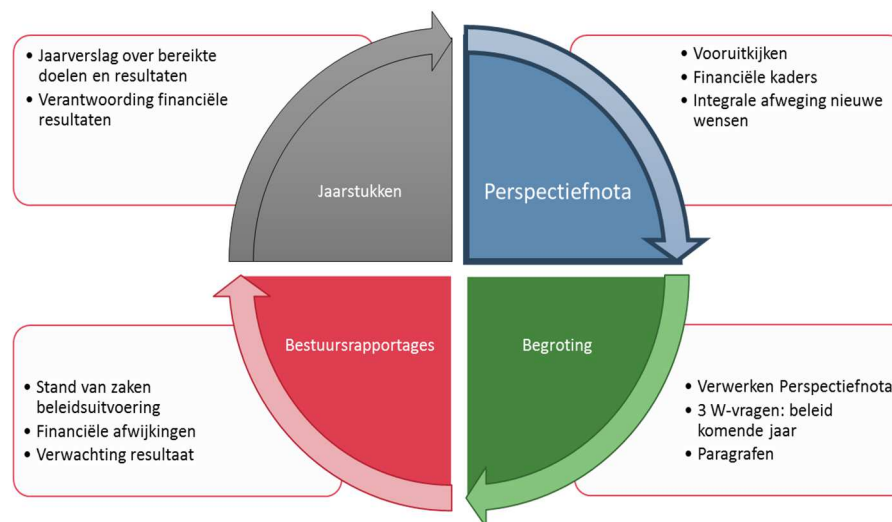 • Jaarverslag over bereikte
doelen en resultaten
• Verantwoording financiële
resultaten
• Vooruitkijken
• Financiële kaders
• Integrale afweging nieuwe
wensen
Jaarstukken
Perspectiefnota
Bestuursrapportages
Begroting
• Stand van zaken
beleidsuitvoering
• Financiële afwijkingen
• Verwachting resultaat
• Verwerken Perspectiefnota
• 3 W-vragen: beleid
komende jaar
• Paragrafen